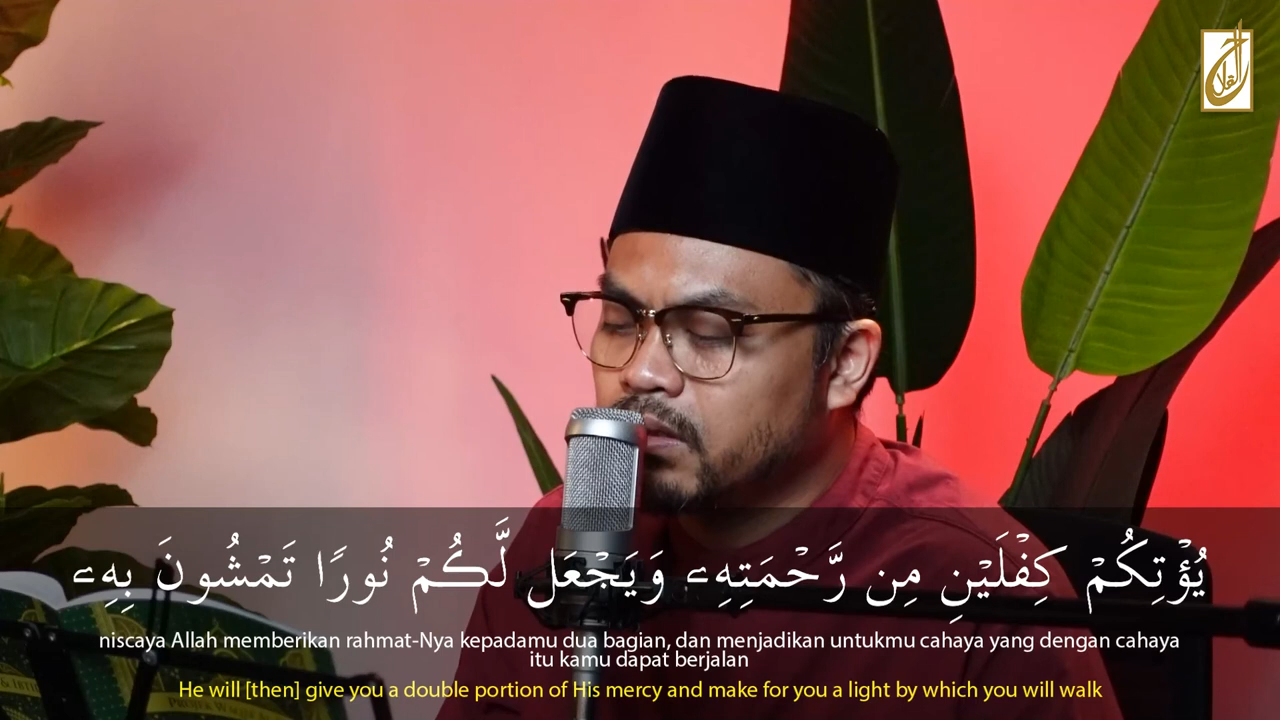 يُؤْتِكُمْ كِفْلَيْنِ مِن رَّحْمَتِهِۦ وَيَجْعَل لَّكُمْ نُورًا تَمْشُونَ بِهِۦ
niscaya Allah memberikan rahmat-Nya kepadamu dua bagian, dan menjadikan untukmu cahaya yang dengan cahaya
itu kamu dapat berjalan
He will [then] give you a double portion of His mercy and make for you a light by which you will walk